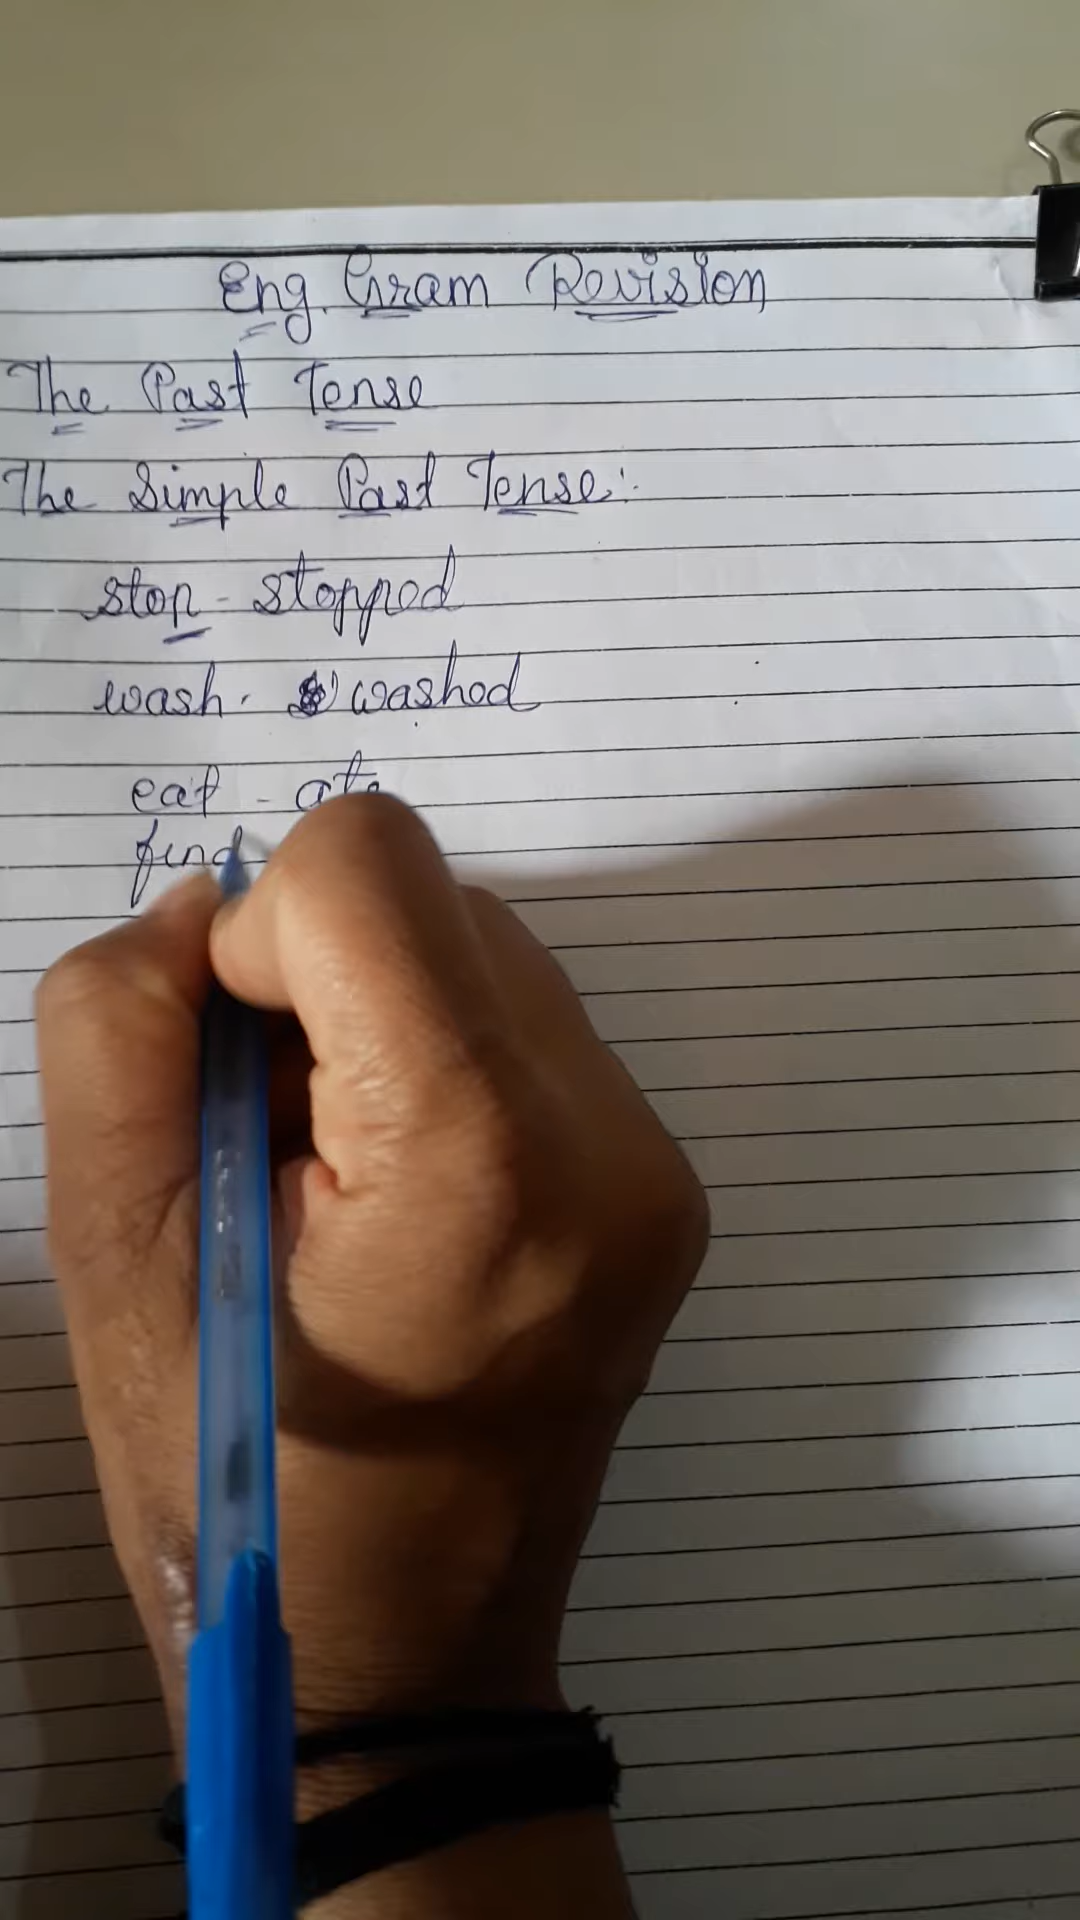 Eng. Gram Revision
The Past Tense
The Simple Past Tense:
stop - stopped
wash - washed
eat - ate
find